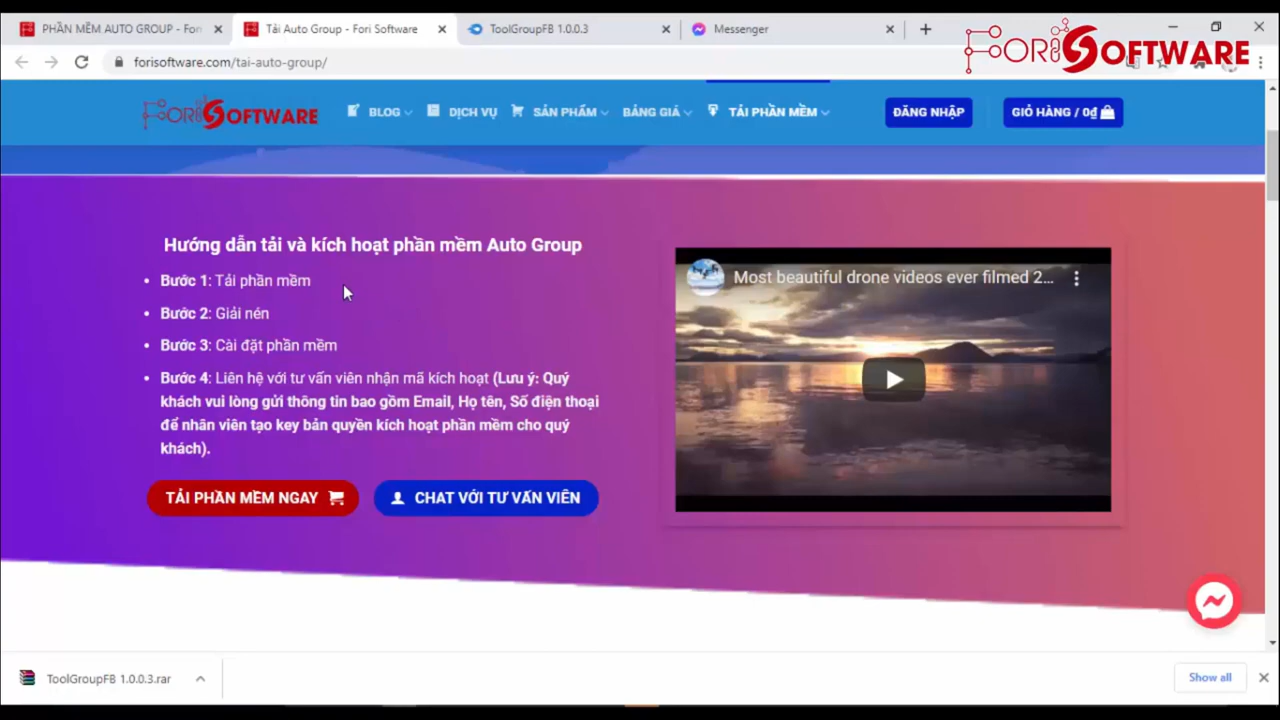 PHẦN MỀM AUTO GROUP - Fori
Tải Auto Group - Fori Software
ToolGroupFB 1.0.0.3
Messenger
FORI SOFTWARE
forisoftware.com/tai-auto-group/
FORI SOFTWARE
BLOG
DỊCH VỤ
SẢN PHẨM
BẢNG GIÁ
TẢI PHẦN MỀM
ĐĂNG NHẬP
GIỎ HÀNG / 0₫
Hướng dẫn tải và kích hoạt phần mềm Auto Group
• Bước 1: Tải phần mềm
• Bước 2: Giải nén
• Bước 3: Cài đặt phần mềm
• Bước 4: Liên hệ với tư vấn viên nhận mã kích hoạt (Lưu ý: Quý
khách vui lòng gửi thông tin bao gồm Email, Họ tên, Số điện thoại
để nhân viên tạo key bản quyền kích hoạt phần mềm cho quý
khách).
TẢI PHẦN MỀM NGAY
CHAT VỚI TƯ VẤN VIÊN
Most beautiful drone videos ever filmed 2...
ToolGroupFB 1.0.0.3.rar
Show all